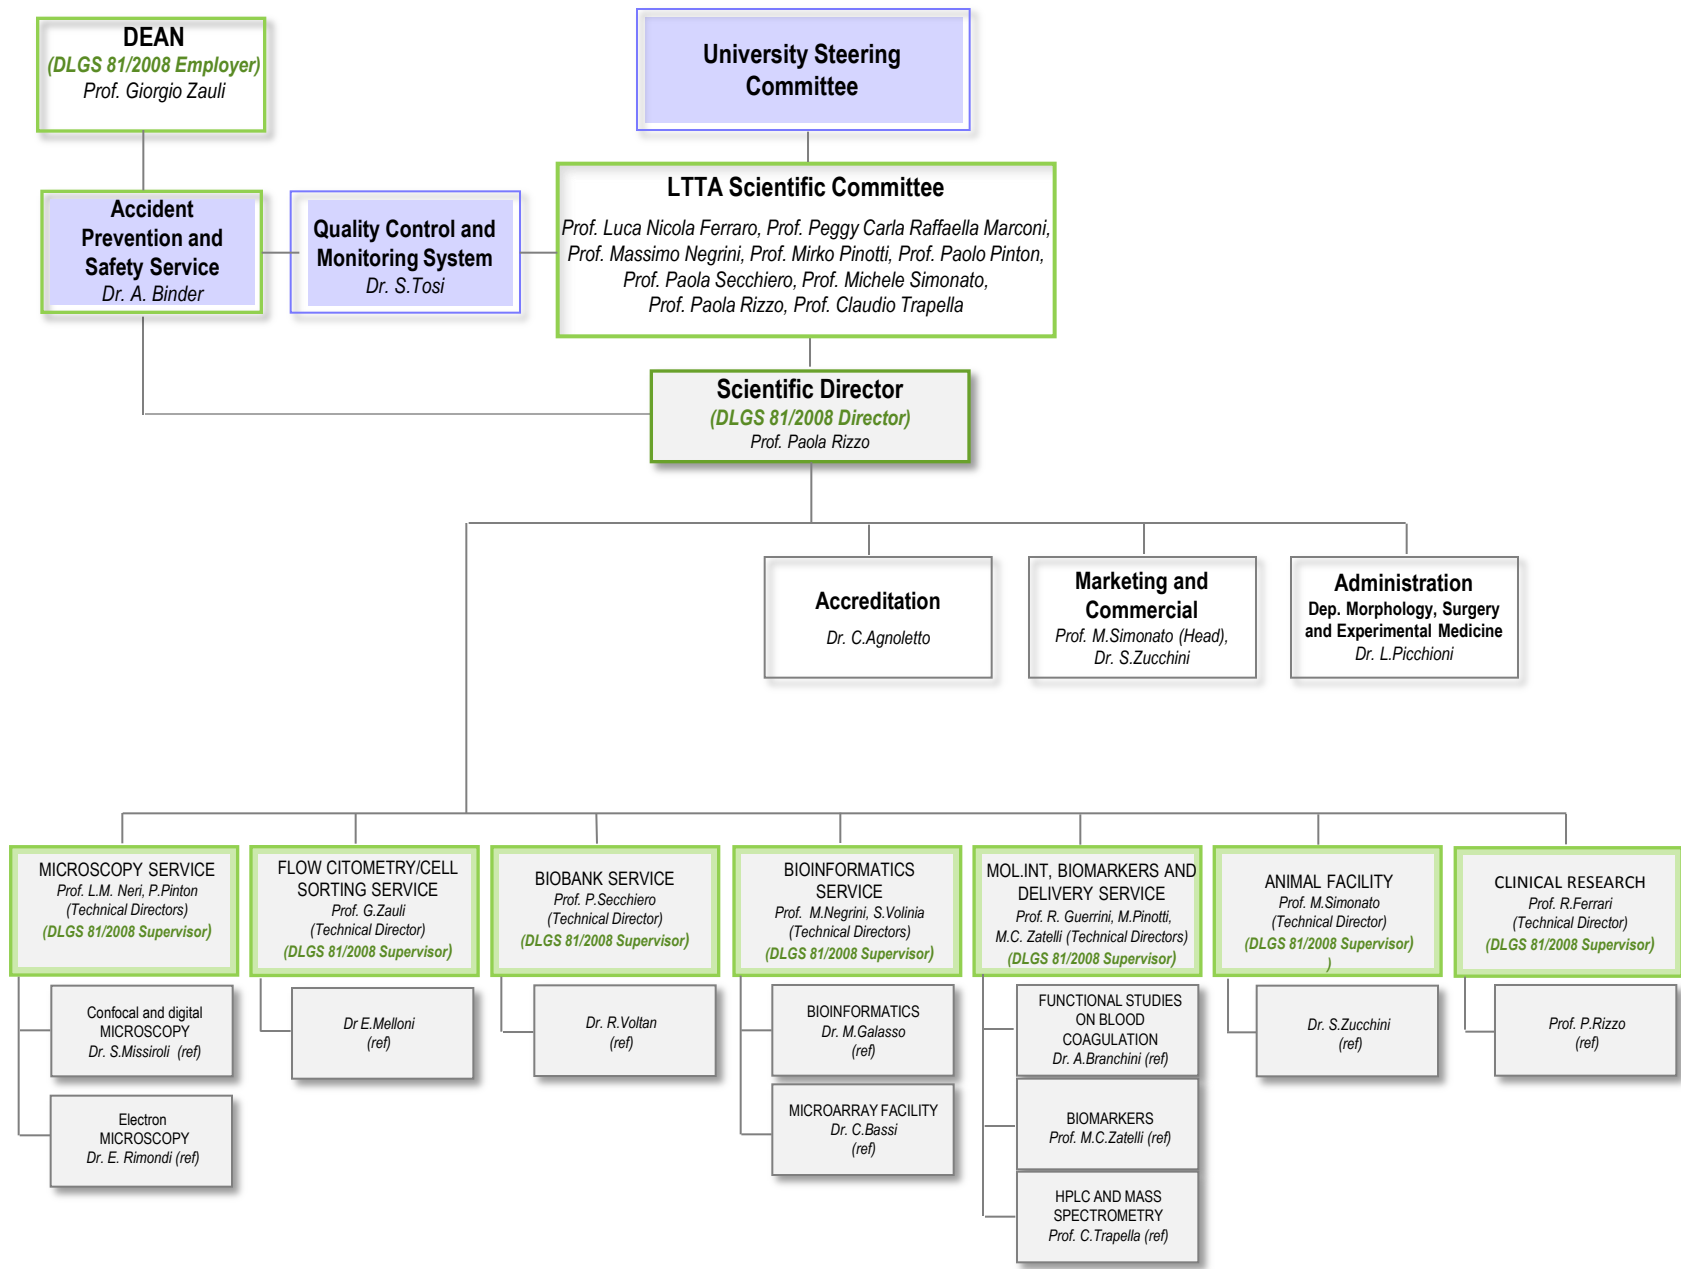 DEAN
(DLGS 81/2008 Employer)
Prof. Giorgio Zauli
University Steering
Committee
Accident
Prevention and
Safety Service
Dr. A. Binder
Quality Control and
Monitoring System
Dr. S.Tosi
LTTA Scientific Committee
Prof. Luca Nicola Ferraro, Prof. Peggy Carla Raffaella Marconi,
Prof. Massimo Negrini, Prof. Mirko Pinotti, Prof. Paolo Pinton,
Prof. Paola Secchiero, Prof. Michele Simonato,
Prof. Paola Rizzo, Prof. Claudio Trapella
Scientific Director
(DLGS 81/2008 Director)
Prof. Paola Rizzo
Accreditation
Dr. C.Agnoletto
Marketing and
Commercial
Prof. M.Simonato (Head),
Dr. S.Zucchini
Administration
Dep. Morphology, Surgery
and Experimental Medicine
Dr. L.Picchioni
MICROSCOPY SERVICE
Prof. L.M. Neri, P.Pinton
(Technical Directors)
(DLGS 81/2008 Supervisor)
FLOW CITOMETRY/CELL
SORTING SERVICE
Prof. G.Zauli
(Technical Director)
(DLGS 81/2008 Supervisor)
BIOBANK SERVICE
Prof. P.Secchiero
(Technical Director)
(DLGS 81/2008 Supervisor)
BIOINFORMATICS
SERVICE
Prof. M.Negrini, S.Volinia
(Technical Directors)
(DLGS 81/2008 Supervisor)
MOL.INT, BIOMARKERS AND
DELIVERY SERVICE
Prof. R. Guerrini, M.Pinotti,
M.C. Zatelli (Technical Directors)
(DLGS 81/2008 Supervisor)
ANIMAL FACILITY
Prof. M.Simonato
(Technical Director)
(DLGS 81/2008 Supervisor)
)
CLINICAL RESEARCH
Prof. R.Ferrari
(Technical Director)
(DLGS 81/2008 Supervisor)
Confocal and digital
MICROSCOPY
Dr. S.Missiroli (ref)
Electron
MICROSCOPY
Dr. E. Rimondi (ref)
Dr E.Melloni
(ref)
Dr. R.Voltan
(ref)
BIOINFORMATICS
Dr. M.Galasso
(ref)
MICROARRAY FACILITY
Dr. C.Bassi
(ref)
FUNCTIONAL STUDIES
ON BLOOD
COAGULATION
Dr. A.Branchini (ref)
BIOMARKERS
Prof. M.C.Zatelli (ref)
HPLC AND MASS
SPECTROMETRY
Prof. C.Trapella (ref)
Dr. S.Zucchini
(ref)
Prof. P.Rizzo
(ref)